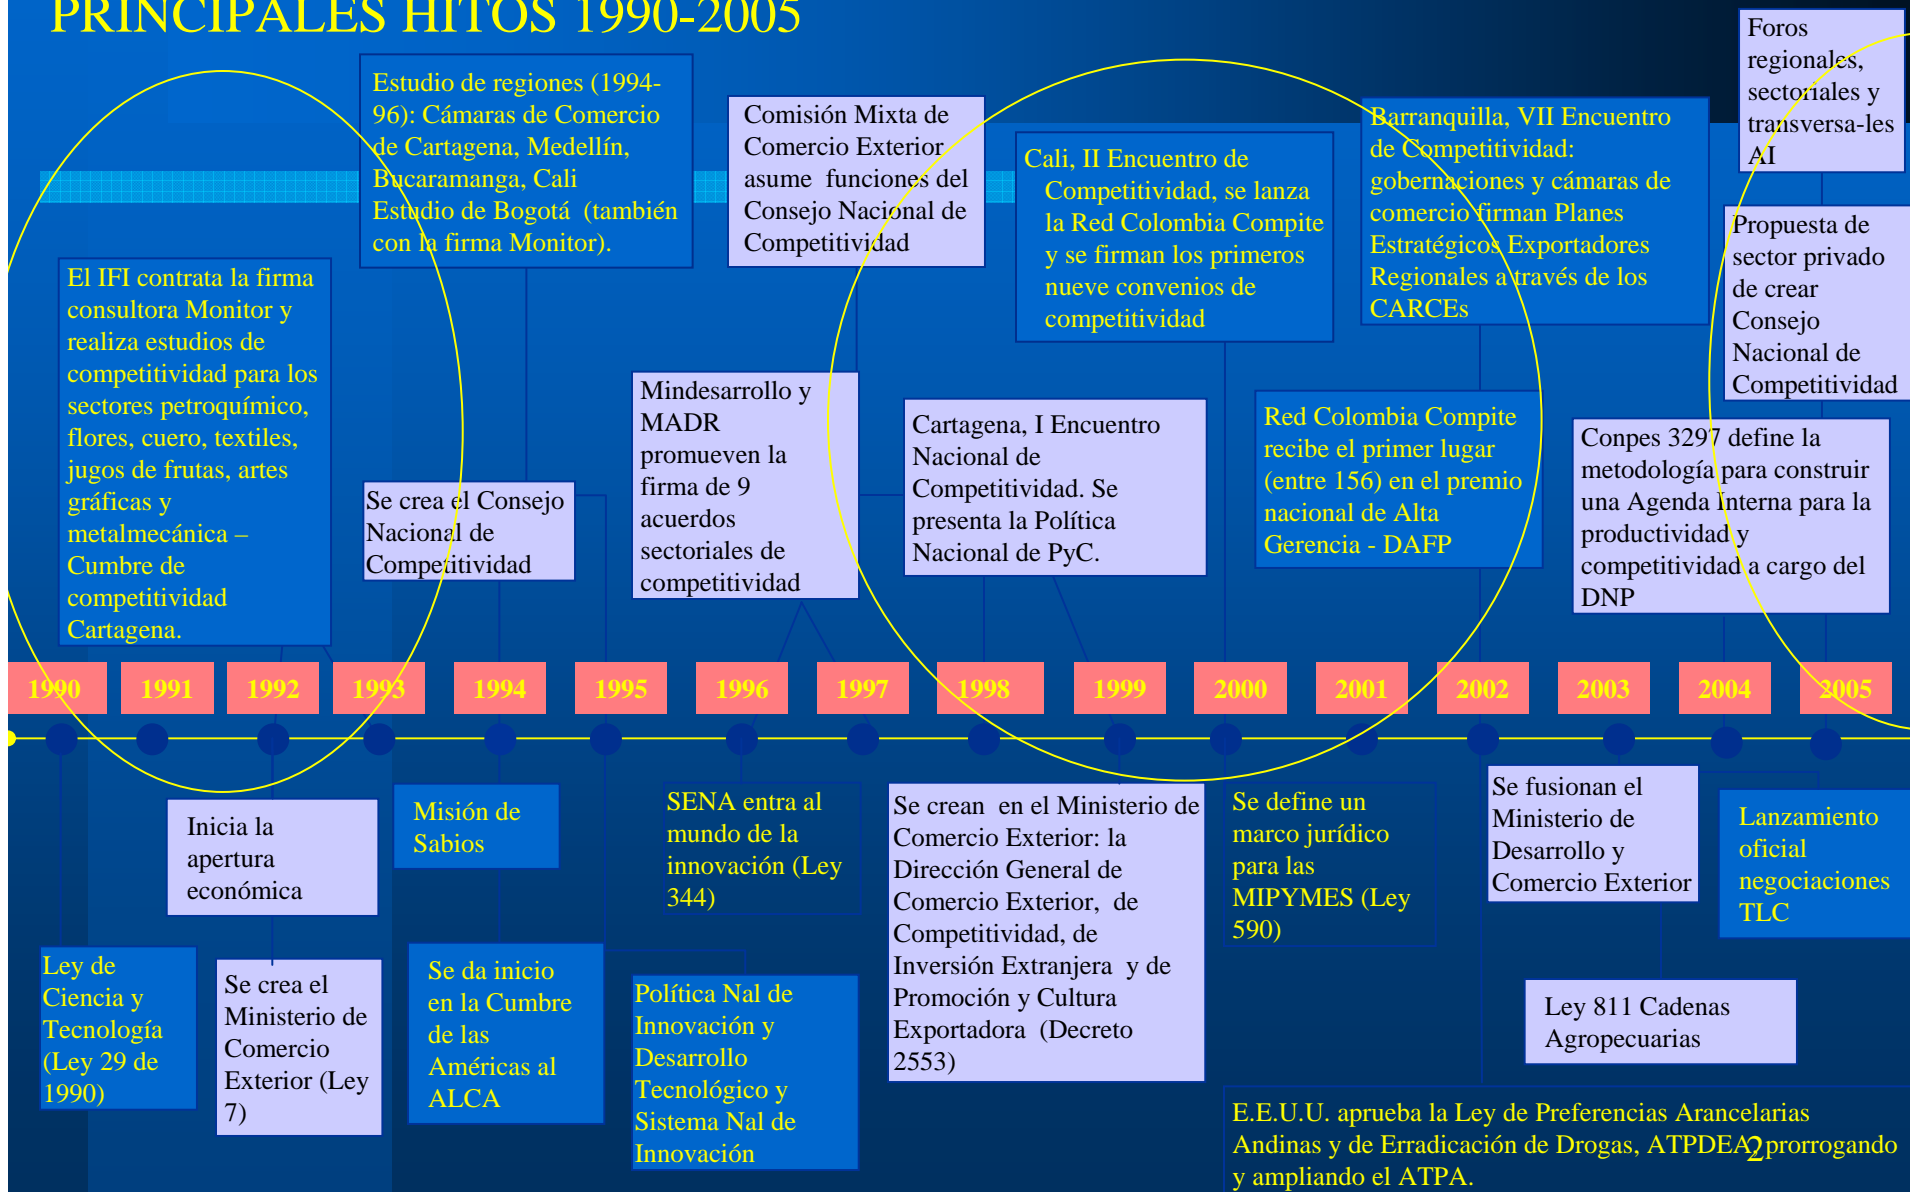 PRINCIPALES HITOS 1990-2005
Estudio de regiones (1994-
96): Cámaras de Comercio
de Cartagena, Medellín,
Bucaramanga, Cali
Estudio de Bogotá (también
con la firma Monitor).
Comisión Mixta de
Comercio Exterior
asume funciones del
Consejo Nacional de
Competitividad
Cali, II Encuentro de
Competitividad, se lanza
la Red Colombia Compite
y se firman los primeros
nueve convenios de
competitividad
Barranquilla, VII Encuentro
de Competitividad:
gobernaciones y cámaras de
comercio firman Planes
Estratégicos Exportadores
Regionales a través de los
CARCEs
Foros
regionales,
sectoriales y
transversa-les
AI
Propuesta de
sector privado
de crear
Consejo
Nacional de
Competitividad
El IFI contrata la firma
consultora Monitor y
realiza estudios de
competitividad para los
sectores petroquímico,
flores, cuero, textiles,
jugos de frutas, artes
gráficas y
metalmecánica –
Cumbre de
competitividad
Cartagena.
Se crea el Consejo
Nacional de
Competitividad
Mindesarrollo y
MADR
promueven la
firma de 9
acuerdos
sectoriales de
competitividad
Cartagena, I Encuentro
Nacional de
Competitividad. Se
presenta la Política
Nacional de PyC.
Red Colombia Compite
recibe el primer lugar
(entre 156) en el premio
nacional de Alta
Gerencia - DAFP
Conpes 3297 define la
metodología para construir
una Agenda Interna para la
productividad y
competitividad a cargo del
DNP
1990 1991 1992 1993 1994 1995 1996 1997 1998 1999 2000 2001 2002 2003 2004 2005
Inicia la
apertura
económica
Misión de
Sabios
SENA entra al
mundo de la
innovación (Ley
344)
Se crean en el Ministerio de
Comercio Exterior: la
Dirección General de
Comercio Exterior, de
Competitividad, de
Inversión Extranjera y de
Promoción y Cultura
Exportadora (Decreto
2553)
Se define un
marco jurídico
para las
MIPYMES (Ley
590)
Se fusionan el
Ministerio de
Desarrollo y
Comercio Exterior
Lanzamiento
oficial
negociaciones
TLC
Ley de
Ciencia y
Tecnología
(Ley 29 de
1990)
Se crea el
Ministerio de
Comercio
Exterior (Ley
7)
Se da inicio
en la Cumbre
de las
Américas al
ALCA
Política Nal de
Innovación y
Desarrollo
Tecnológico y
Sistema Nal de
Innovación
Ley 811 Cadenas
Agropecuarias
E.E.U.U. aprueba la Ley de Preferencias Arancelarias
Andinas y de Erradicación de Drogas, ATPDEA, prorrogando
y ampliando el ATPA.
2